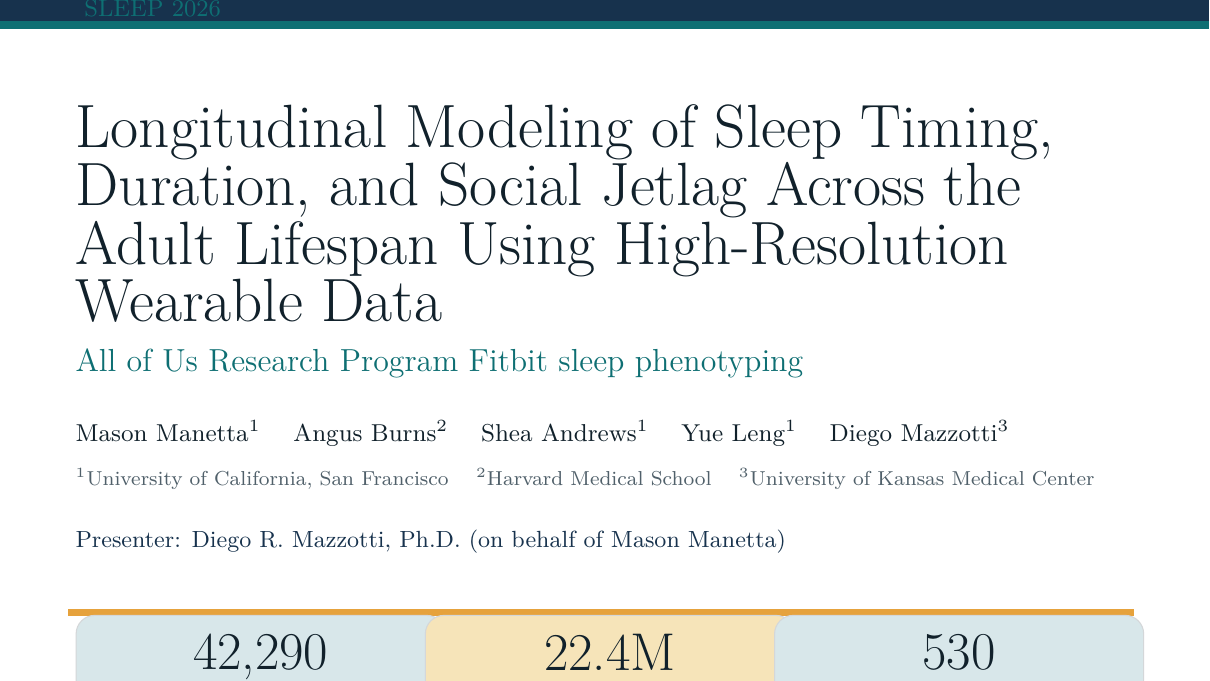 SLEEP 2026
Longitudinal Modeling of Sleep Timing,
Duration, and Social Jetlag Across the
Adult Lifespan Using High-Resolution
Wearable Data
All of Us Research Program Fitbit sleep phenotyping
Mason Manetta¹ Angus Burns² Shea Andrews¹ Yue Leng¹ Diego Mazzotti³
¹University of California, San Francisco ²Harvard Medical School ³University of Kansas Medical Center
Presenter: Diego R. Mazzotti, Ph.D. (on behalf of Mason Manetta)
42,290 22.4M 530